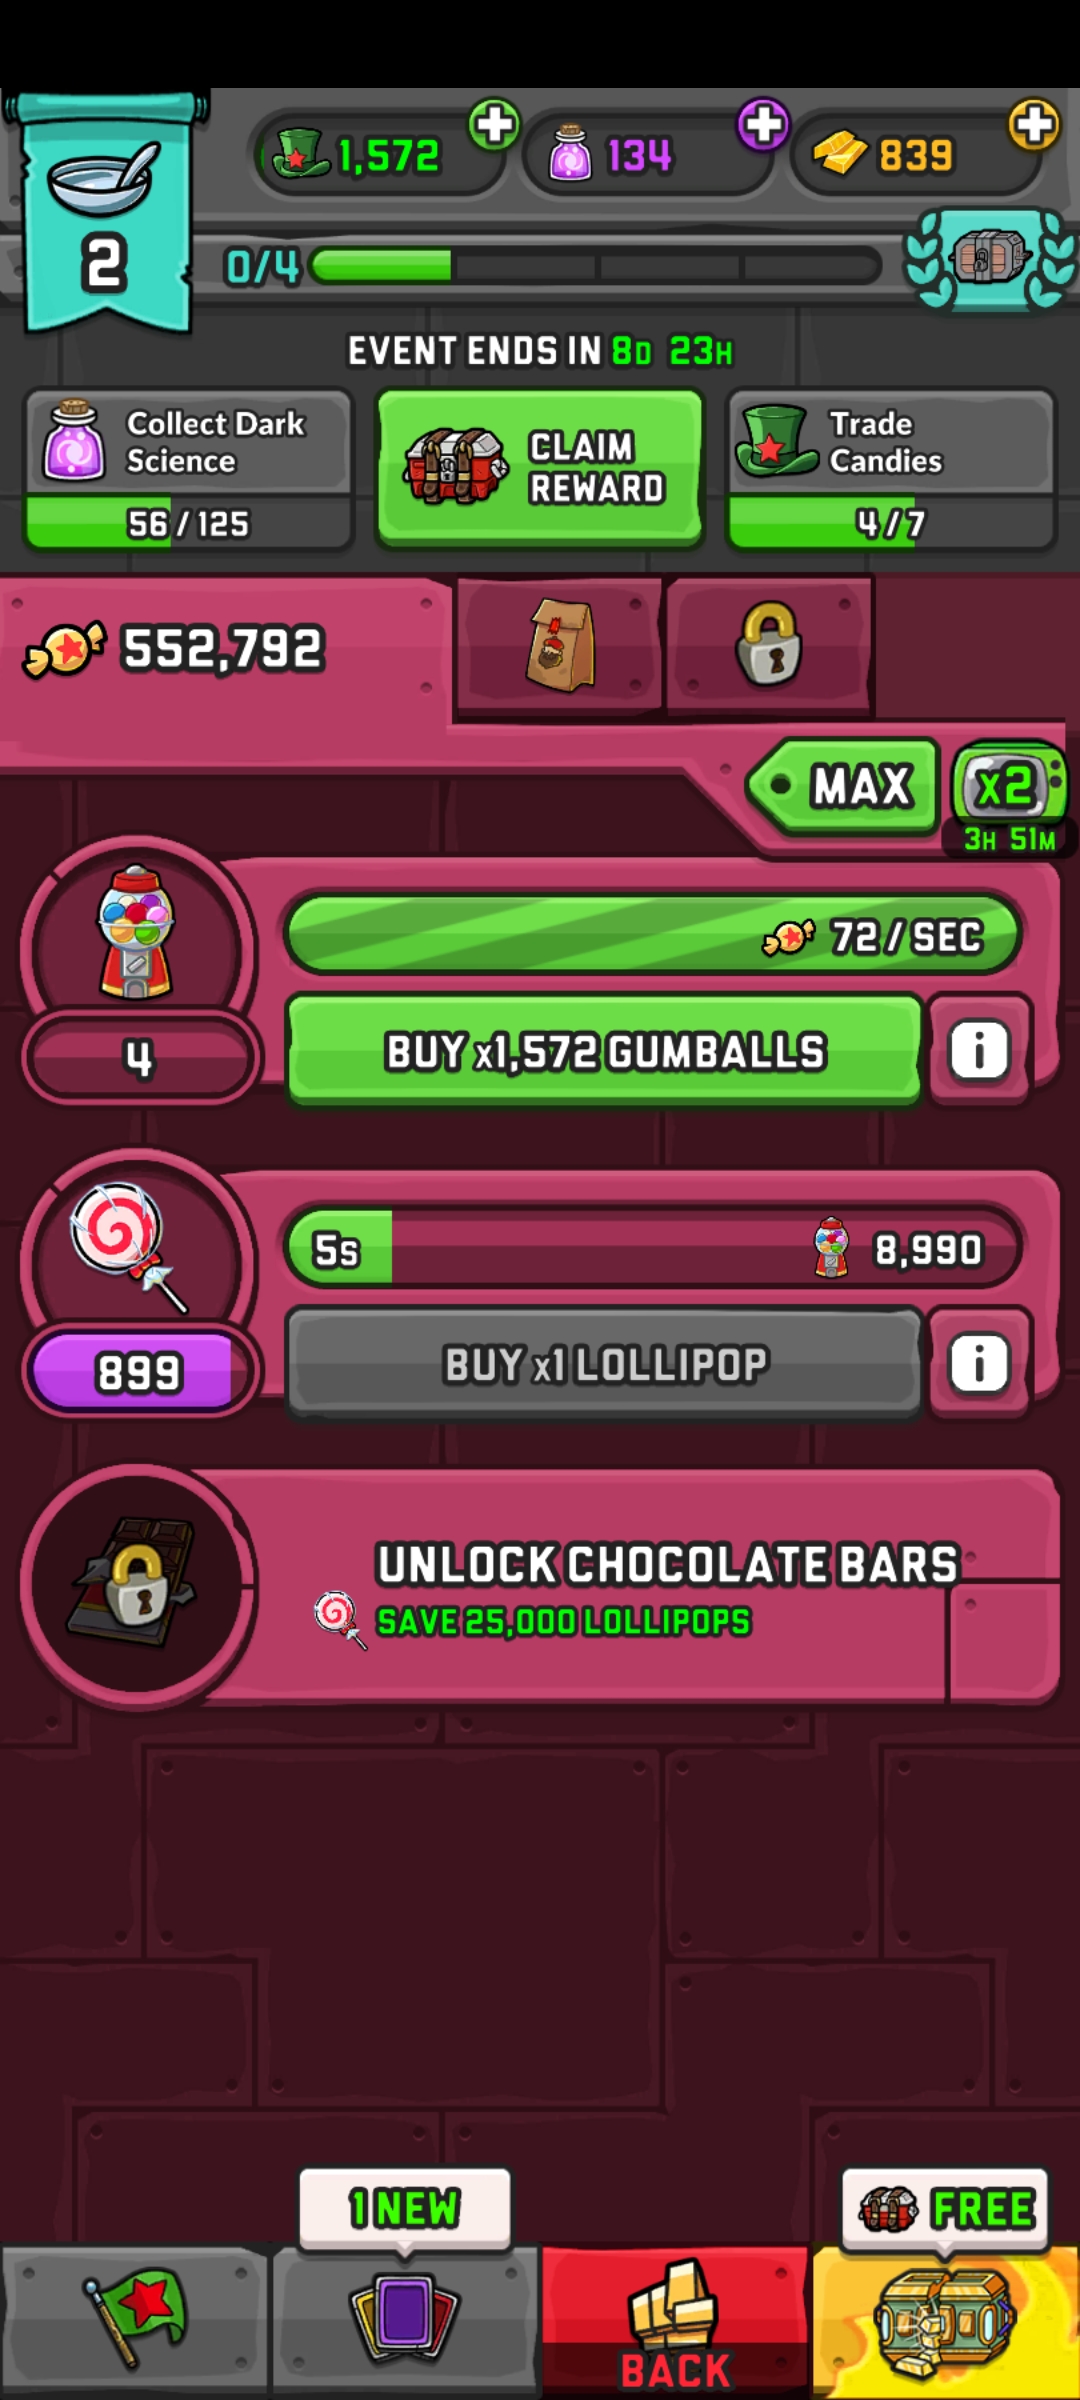 1,572
134
839
2
0/4
EVENT ENDS IN 8D 23H
Collect Dark
Science
56 / 125
CLAIM
REWARD
Trade
Candies
4 / 7
552,792
MAX
x2
3H 51M
72 / SEC
4
BUY x1,572 GUMBALLS
i
5s
8,990
899
BUY x1 LOLLIPOP
i
UNLOCK CHOCOLATE BARS
SAVE 25,000 LOLLIPOPS
1 NEW
FREE
BACK